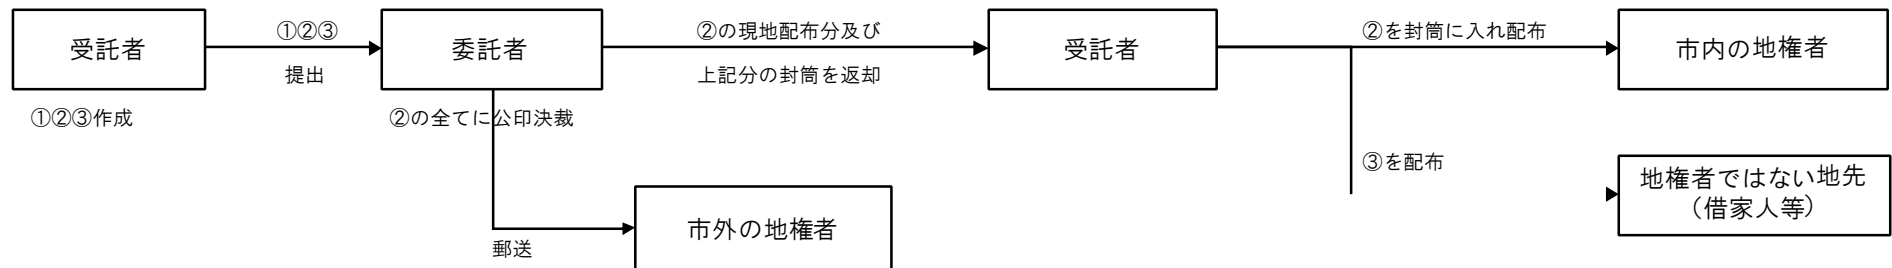 受託者
①②③
提出
①②③作成
委託者
②の全てに公印決裁
②の現地配布分及び
上記分の封筒を返却
受託者
②を封筒に入れ配布
市内の地権者
③を配布
地権者ではない地先
（借家人等）
郵送
市外の地権者